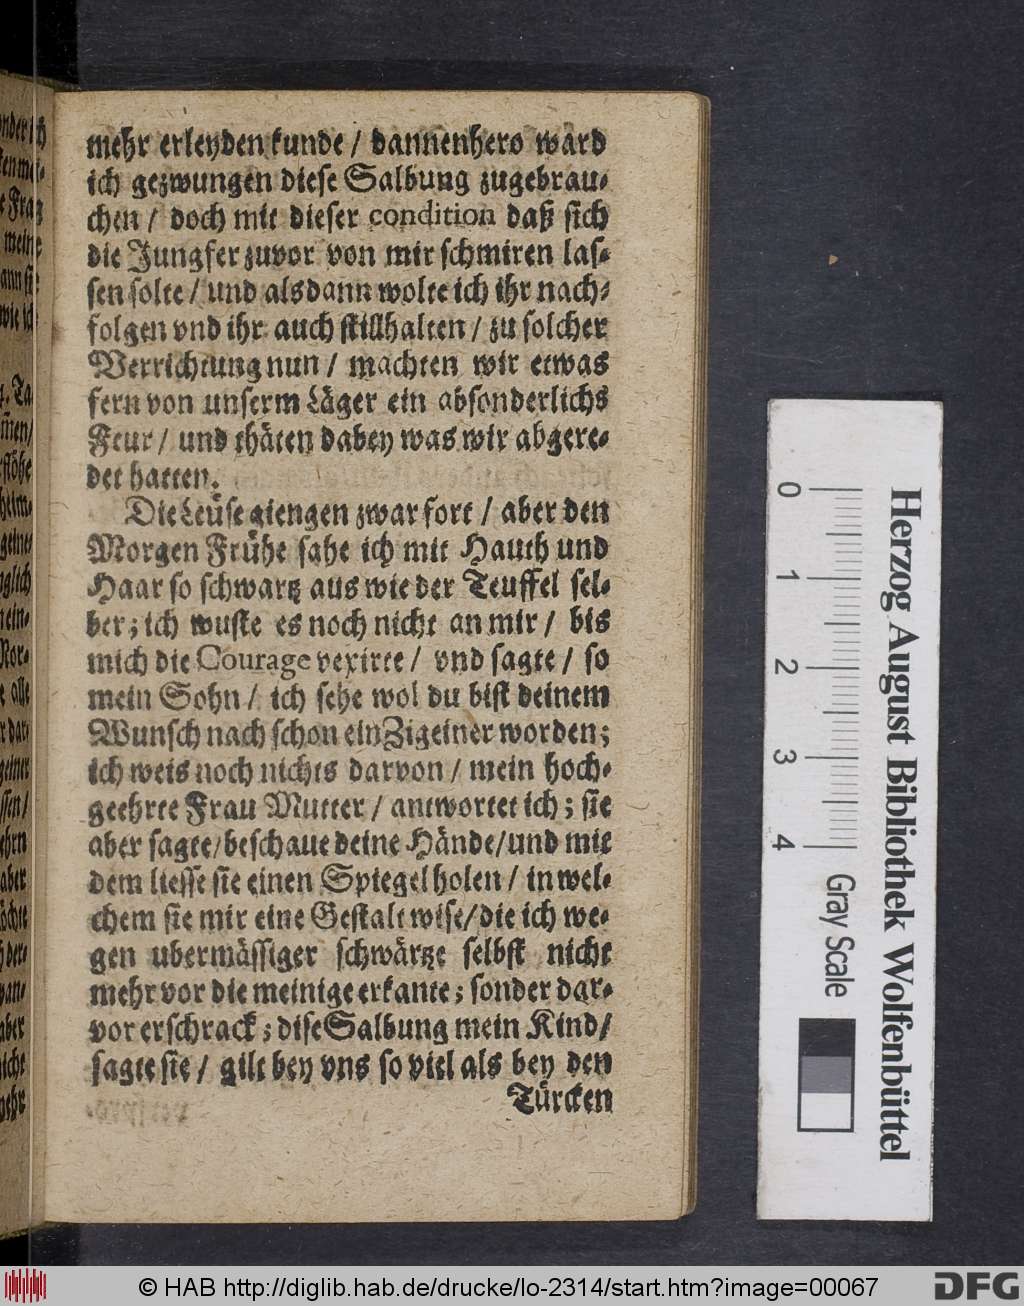 mehr erleyden kunde / dannenhero ward
ich gezwungen diese Salbung zugebrau-
chen / doch mit dieser condition daß sich
die Jungfer zuvor von mir schmiren las-
sen solte / und alsdann wolte ich ihr nach-
folgen vnd ihr auch stillhalten / zu solcher
Verrichtung nun / machten wir etwas
fern von unserm Läger ein absonderlichs
Feur / und thäten dabey was wir abgere-
det hatten.
Die Leuse giengen zwar fort / aber den
Morgen Frühe sahe ich mit Hauth und
Haar so schwartz aus wie der Teuffel sel-
ber; ich wuste es noch nicht an mir / bis
mich die Courage vexirte / vnd sagte / so
mein Sohn / ich sehe wol du bist deinem
Wunsch nach schon ein Zigeiner worden;
ich weis noch nichts darvon / mein hoch-
geehrte Frau Mutter / antwortet ich; sie
aber sagte / beschaue deine Hände / und mit
dem liesse sie einen Spiegel holen / in wel-
chem sie mir eine Gestalt wise / die ich we-
gen ubermässiger schwärtze selbst nicht
mehr vor die meinige erkante; sonder dar-
vor erschrack; dise Salbung mein Kind /
sagte sie / gilt bey vns so viel als bey den
Türcken
0 1 2 3 4
Gray Scale
Herzog August Bibliothek Wolfenbüttel
© HAB http://diglib.hab.de/drucke/lo-2314/start.htm?image=00067
DFG